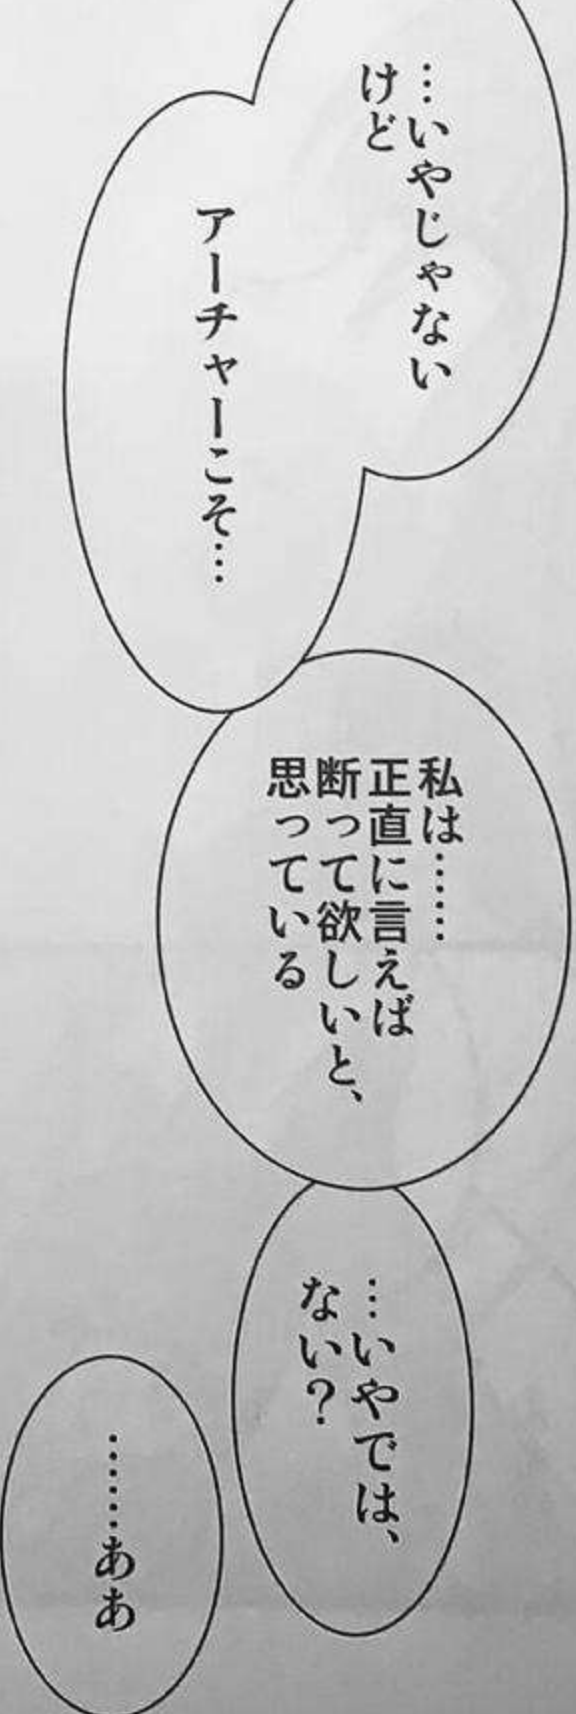 …いやじゃない
けど
アーチャーこそ…
私は……
正直に言えば
断って欲しいと、
思っている
…いやでは、
ない？
……ああ